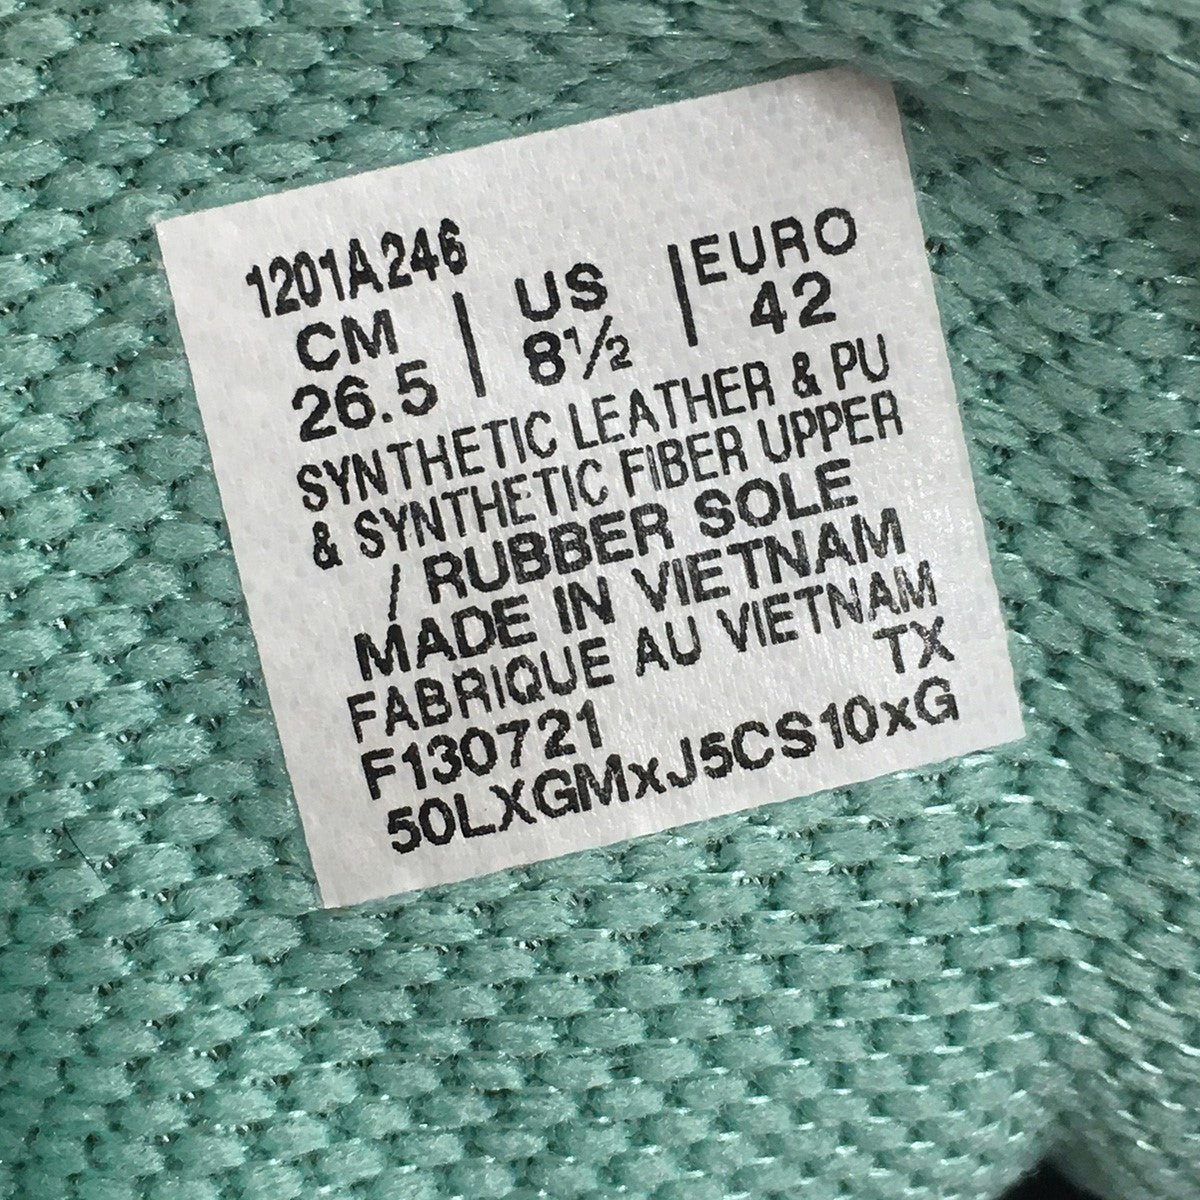 1201A246
CM | US | EURO
26.5 8½ 42
SYNTHETIC LEATHER & PU
& SYNTHETIC FIBER UPPER
/ RUBBER SOLE
MADE IN VIETNAM
FABRIQUE AU VIETNAM
TX
F130721
50LXGMxJ5CS10xG